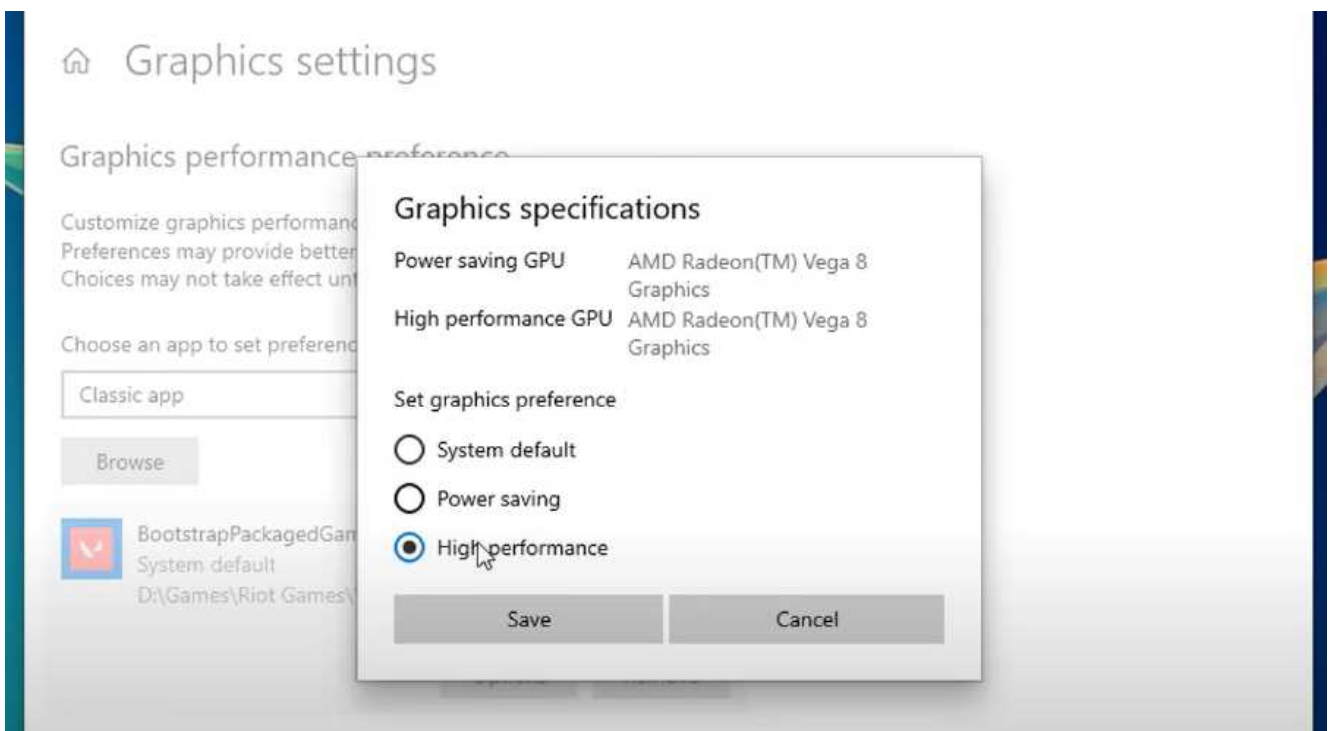 Graphics settings
Graphics performance preference
Customize graphics performanc
Preferences may provide better
Choices may not take effect unt
Choose an app to set preferenc
Classic app
Browse
BootstrapPackagedGam
System default
D:\Games\Riot Games\
Graphics specifications
Power saving GPU AMD Radeon(TM) Vega 8
Graphics
High performance GPU AMD Radeon(TM) Vega 8
Graphics
Set graphics preference
System default
Power saving
High performance
Save Cancel